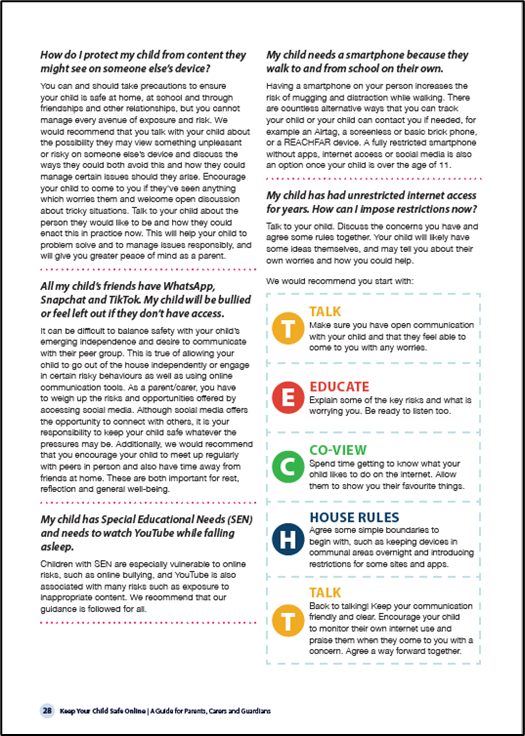 How do I protect my child from content they
might see on someone else's device?
You can and should take precautions to ensure
your child is safe at home, at school and through
friendships and other relationships, but you cannot
manage every avenue of exposure and risk. We
would recommend that you talk with your child about
the possibility they may view something unpleasant
or risky on someone else's device and discuss the
ways they could both avoid this and how they could
manage certain issues should they arise. Encourage
your child to come to you if they've seen anything
which worries them and welcome open discussion
about tricky situations. Talk to your child about the
person they would like to be and how they could
enact this in practice now. This will help your child to
problem solve and to manage issues responsibly, and
will give you greater peace of mind as a parent.
All my child's friends have WhatsApp,
Snapchat and TikTok. My child will be bullied
or feel left out if they don't have access.
It can be difficult to balance safety with your child's
emerging independence and desire to communicate
with their peer group. This is true of allowing your
child to go out of the house independently or engage
in certain risky behaviours as well as using online
communication tools. As a parent/carer, you have
to weigh up the risks and opportunities offered by
accessing social media. Although social media offers
the opportunity to connect with others, it is your
responsibility to keep your child safe whatever the
pressures may be. Additionally, we would recommend
that you encourage your child to meet up regularly
with peers in person and also have time away from
friends at home. These are both important for rest,
reflection and general well-being.
My child has Special Educational Needs (SEN)
and needs to watch YouTube while falling
asleep.
Children with SEN are especially vulnerable to online
risks, such as online bullying, and YouTube is also
associated with many risks such as exposure to
inappropriate content. We recommend that our
guidance is followed for all.
My child needs a smartphone because they
walk to and from school on their own.
Having a smartphone on your person increases the
risk of mugging and distraction while walking. There
are countless alternative ways that you can track
your child or your child can contact you if needed, for
example an Airtag, a screenless or basic brick phone,
or a REACHFAR device. A fully restricted smartphone
without apps, internet access or social media is also
an option once your child is over the age of 11.
My child has had unrestricted internet access
for years. How can I impose restrictions now?
Talk to your child. Discuss the concerns you have and
agree some rules together. Your child will likely have
some ideas themselves, and may tell you about their
own worries and how you could help.
We would recommend you start with:
T
TALK
Make sure you have open communication
with your child and that they feel able to
come to you with any worries.
E
EDUCATE
Explain some of the key risks and what is
worrying you. Be ready to listen too.
C
CO-VIEW
Spend time getting to know what your
child likes to do on the internet. Allow
them to show you their favourite things.
H
HOUSE RULES
Agree some simple boundaries to
begin with, such as keeping devices in
communal areas overnight and introducing
restrictions for some sites and apps.
T
TALK
Back to talking! Keep your communication
friendly and clear. Encourage your child
to monitor their own internet use and
praise them when they come to you with a
concern. Agree a way forward together.
28 Keep Your Child Safe Online | A Guide for Parents, Carers and Guardians